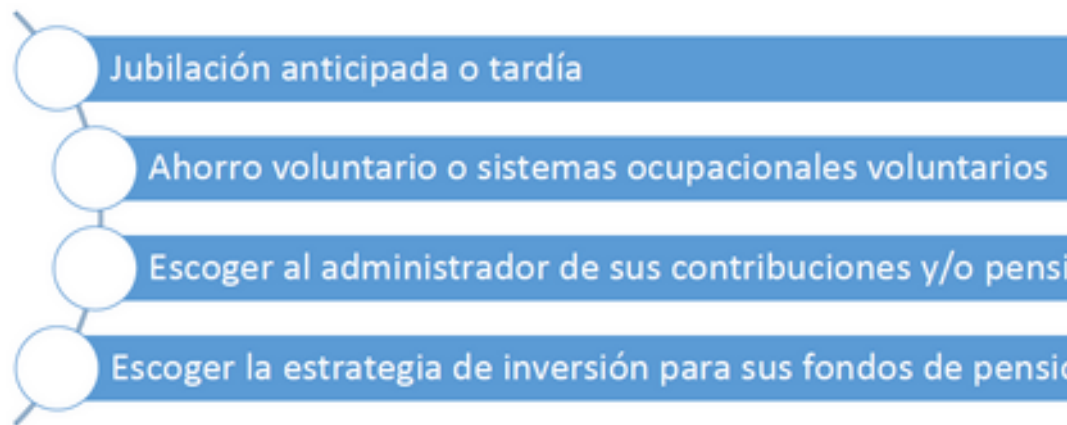 Jubilación anticipada o tardía
Ahorro voluntario o sistemas ocupacionales voluntarios
Escoger al administrador de sus contribuciones y/o
Escoger la estrategia de inversión para sus fondos de